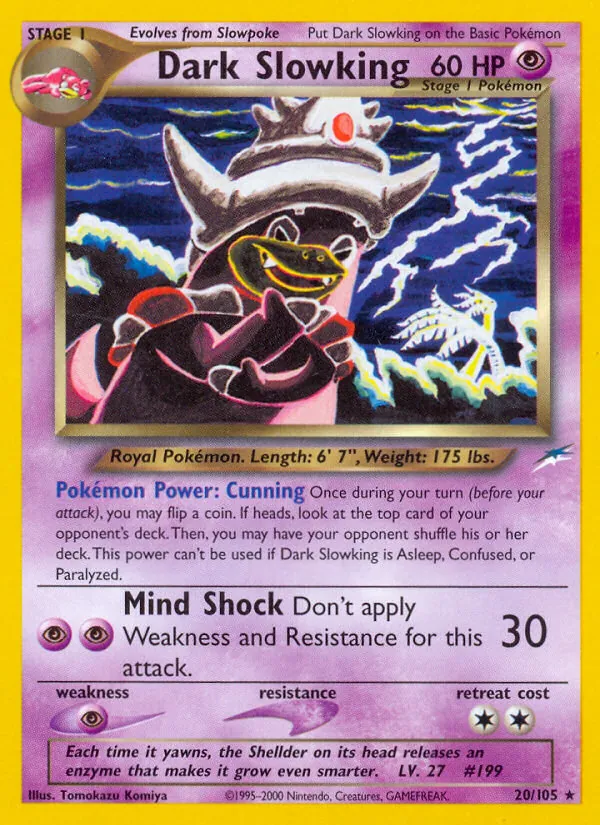 STAGE 1 Evolves from Slowpoke Put Dark Slowking on the Basic Pokémon
Dark Slowking 60 HP
Stage 1 Pokémon
Royal Pokémon. Length: 6' 7", Weight: 175 lbs.
Pokémon Power: Cunning Once during your turn (before your
attack), you may flip a coin. If heads, look at the top card of your
opponent's deck. Then, you may have your opponent shuffle his or her
deck. This power can't be used if Dark Slowking is Asleep, Confused, or
Paralyzed.
Mind Shock Don't apply
Weakness and Resistance for this 30
attack.
weakness resistance retreat cost
Each time it yawns, the Shellder on its head releases an
enzyme that makes it grow even smarter. LV. 27 #199
Illus. Tomokazu Komiya ©1995-2000 Nintendo, Creatures, GAMEFREAK. 20/105 ★